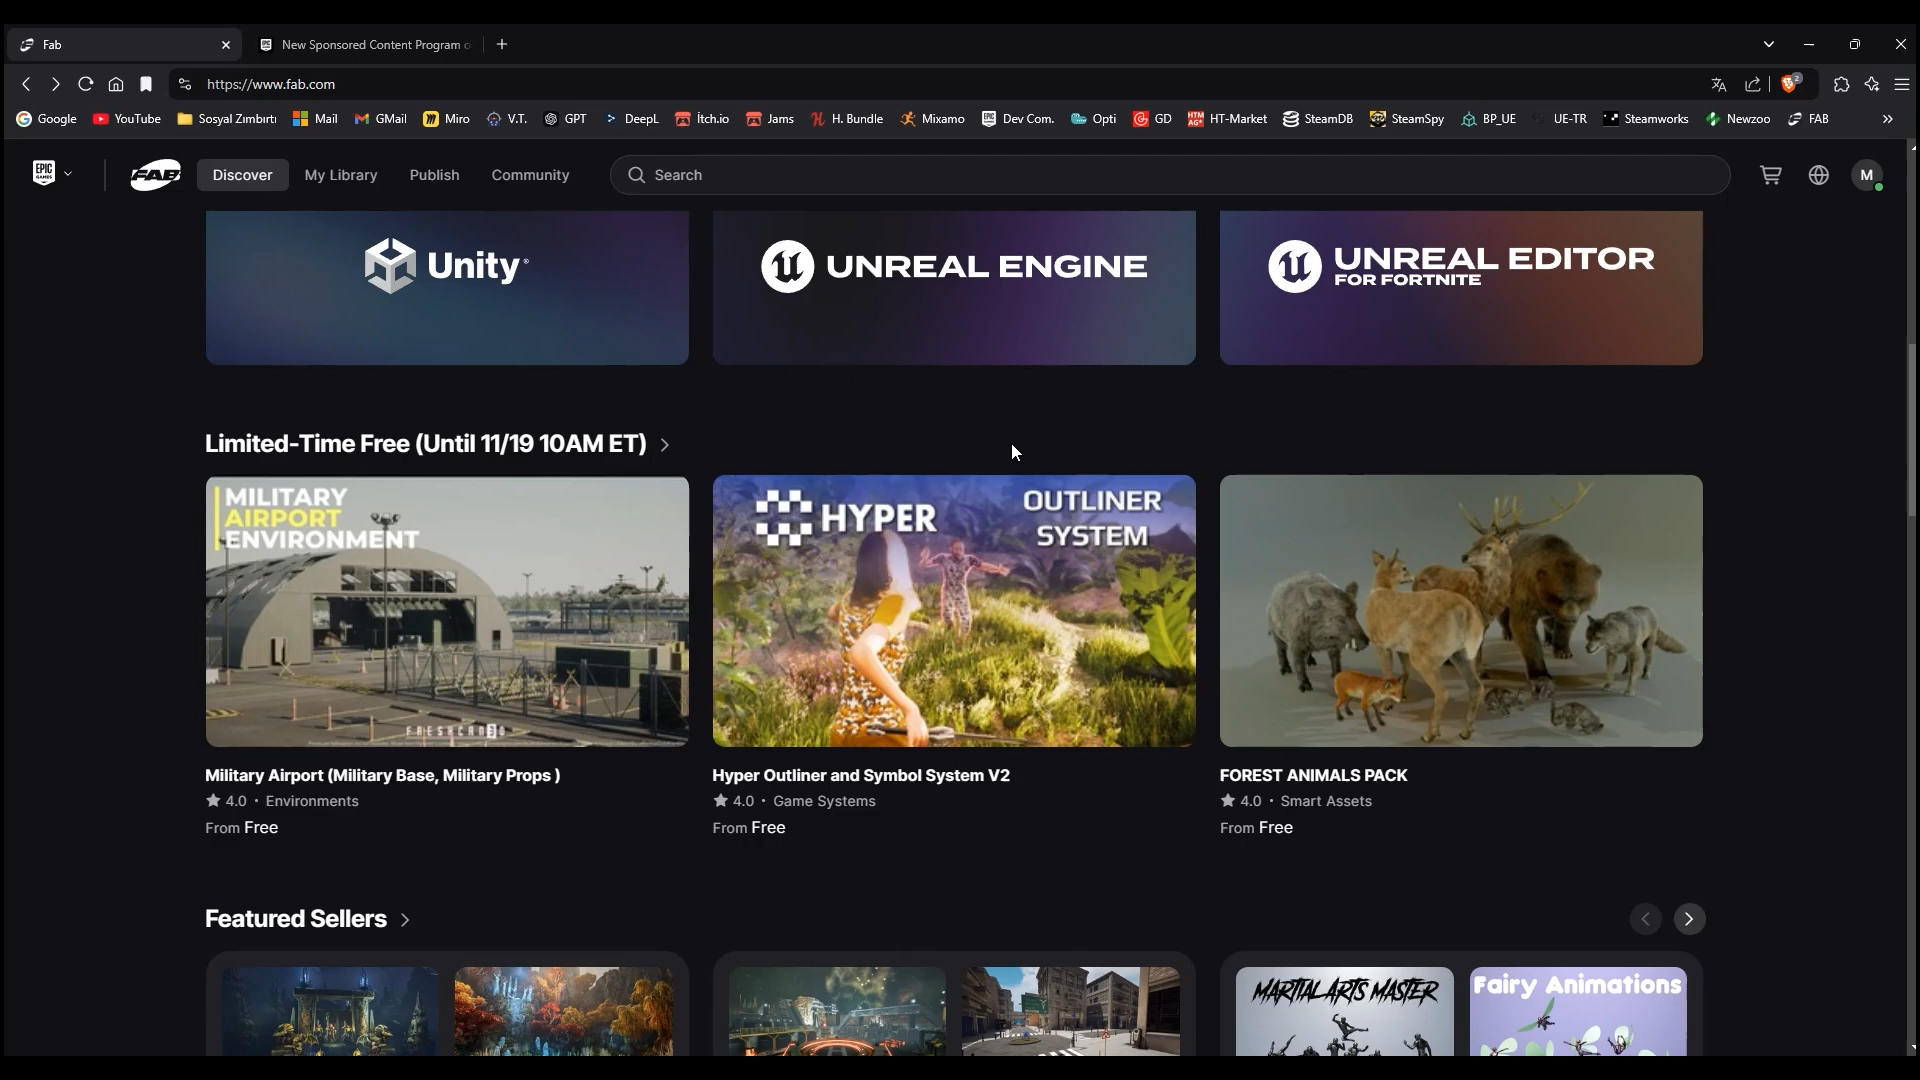 Fab
New Sponsored Content Program
https://www.fab.com
2
Google YouTube Sosyal Zımbırtı Mail GMail Miro V.T. GPT DeepL Itch.io Jams H. Bundle Mixamo Dev Com. Opti GD HT-Market SteamDB SteamSpy BP_UE UE-TR Steamworks Newzoo FAB
EPIC GAMES FAB Discover My Library Publish Community Search M
Unity
UNREAL ENGINE
UNREAL EDITOR
FOR FORTNITE
Limited-Time Free (Until 11/19 10AM ET)
MILITARY
AIRPORT
ENVIRONMENT
FRESHCAN3D
HYPER
OUTLINER
SYSTEM
Military Airport (Military Base, Military Props )
4.0 · Environments
From Free
Hyper Outliner and Symbol System V2
4.0 · Game Systems
From Free
FOREST ANIMALS PACK
4.0 · Smart Assets
From Free
Featured Sellers
MARTIAL ARTS MASTER
Fairy Animations